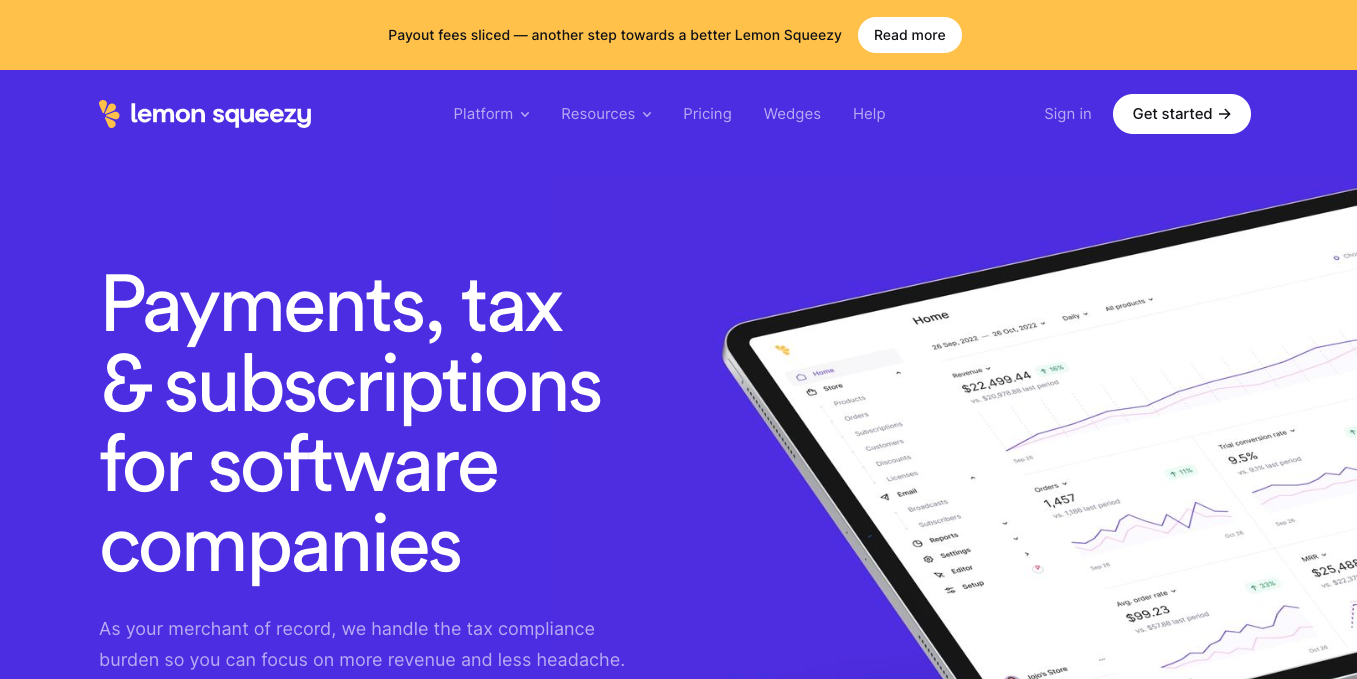 Payout fees sliced — another step towards a better Lemon Squeezy
Read more
lemon squeezy
Platform
Resources
Pricing
Wedges
Help
Sign in
Get started →
Payments, tax
& subscriptions
for software
companies
As your merchant of record, we handle the tax compliance
burden so you can focus on more revenue and less headache.
Home
26 Sep, 2022 — 26 Oct, 2022
Daily
All products
Home
Store
Products
Orders
Subscriptions
Customers
Discounts
Licenses
Email
Broadcasts
Subscribers
Reports
Settings
Editor
Setup
Jojo's Store
Revenue
$22,499.44
↑ 16%
vs. $20,978.88 last period
Sep 26
Orders
1,457
↑ 11%
vs. 1,186 last period
Sep 26
Oct 26
Trial conversion rate
9.5%
vs. 9.1% last period
Sep 26
Avg. order rate
$99.23
↑ 33%
vs. $57.88 last period
Oct 26
MRR